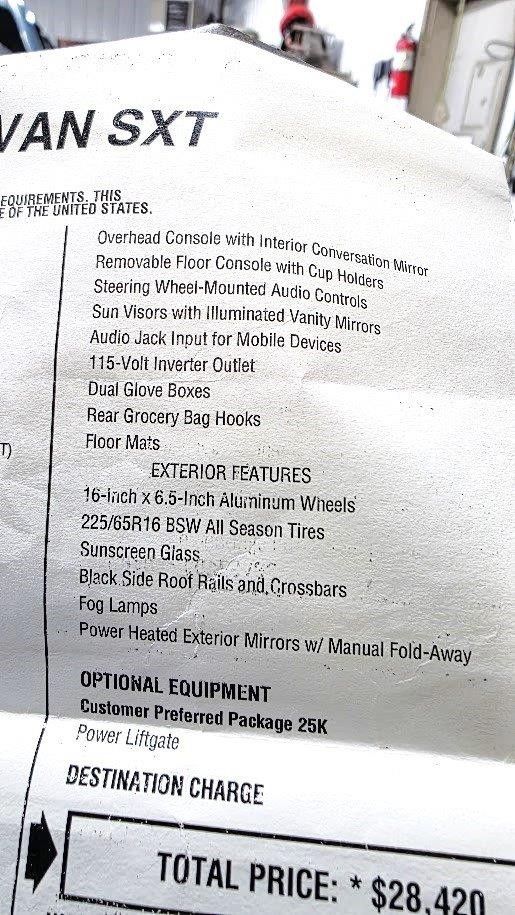 VAN SXT
EQUIREMENTS. THIS
E OF THE UNITED STATES.
Overhead Console with Interior Conversation Mirror
Removable Floor Console with Cup Holders
Steering Wheel-Mounted Audio Controls
Sun Visors with Illuminated Vanity Mirrors
Audio Jack Input for Mobile Devices
115-Volt Inverter Outlet
Dual Glove Boxes
Rear Grocery Bag Hooks
Floor Mats
T)
EXTERIOR FEATURES
16-Inch x 6.5-Inch Aluminum Wheels
225/65R16 BSW All Season Tires
Sunscreen Glass
Black Side Roof Rails and Crossbars
Fog Lamps
Power Heated Exterior Mirrors w/ Manual Fold-Away
OPTIONAL EQUIPMENT
Customer Preferred Package 25K
Power Liftgate
DESTINATION CHARGE
TOTAL PRICE: * $28,420